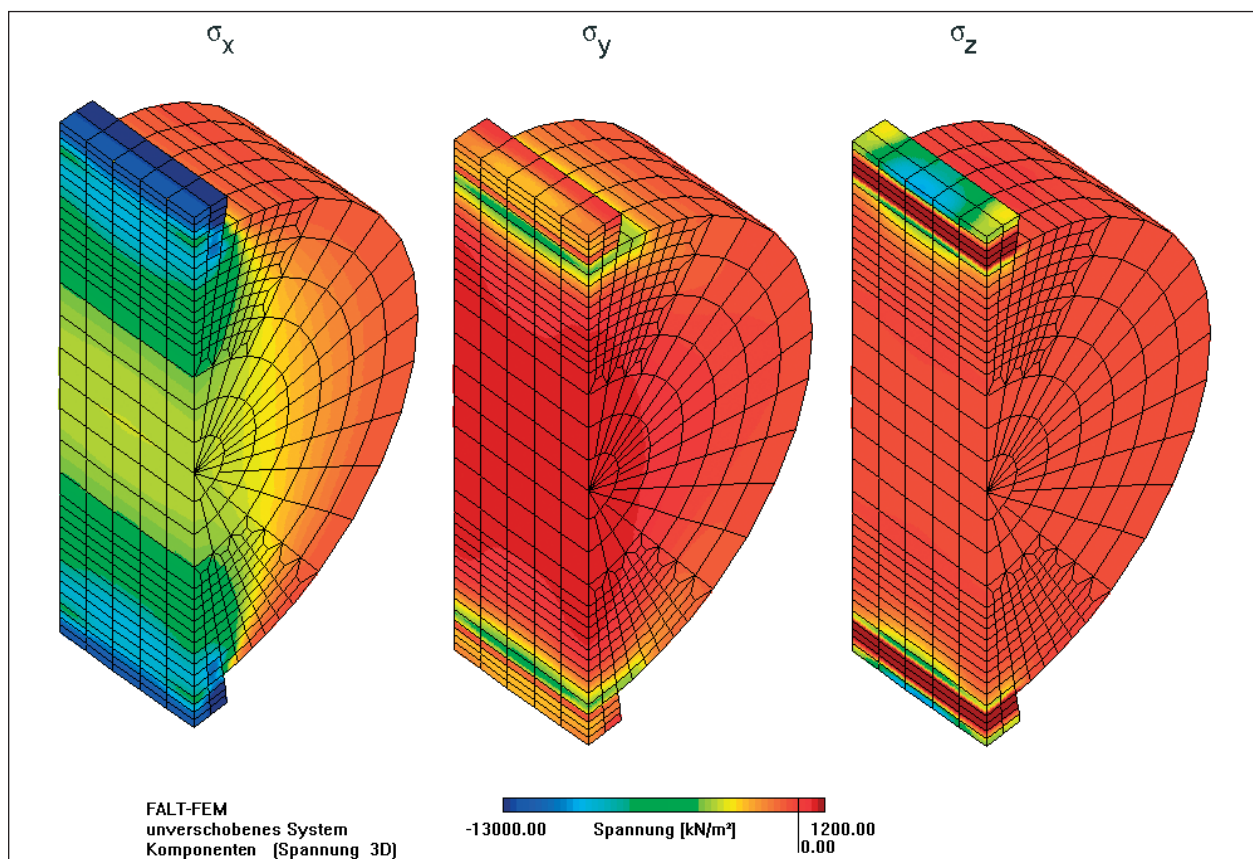 σx
σy
σz
FALT-FEM
unverschobenes System
Komponenten (Spannung 3D)
-13000.00 Spannung [kN/m²] 1200.00
0.00